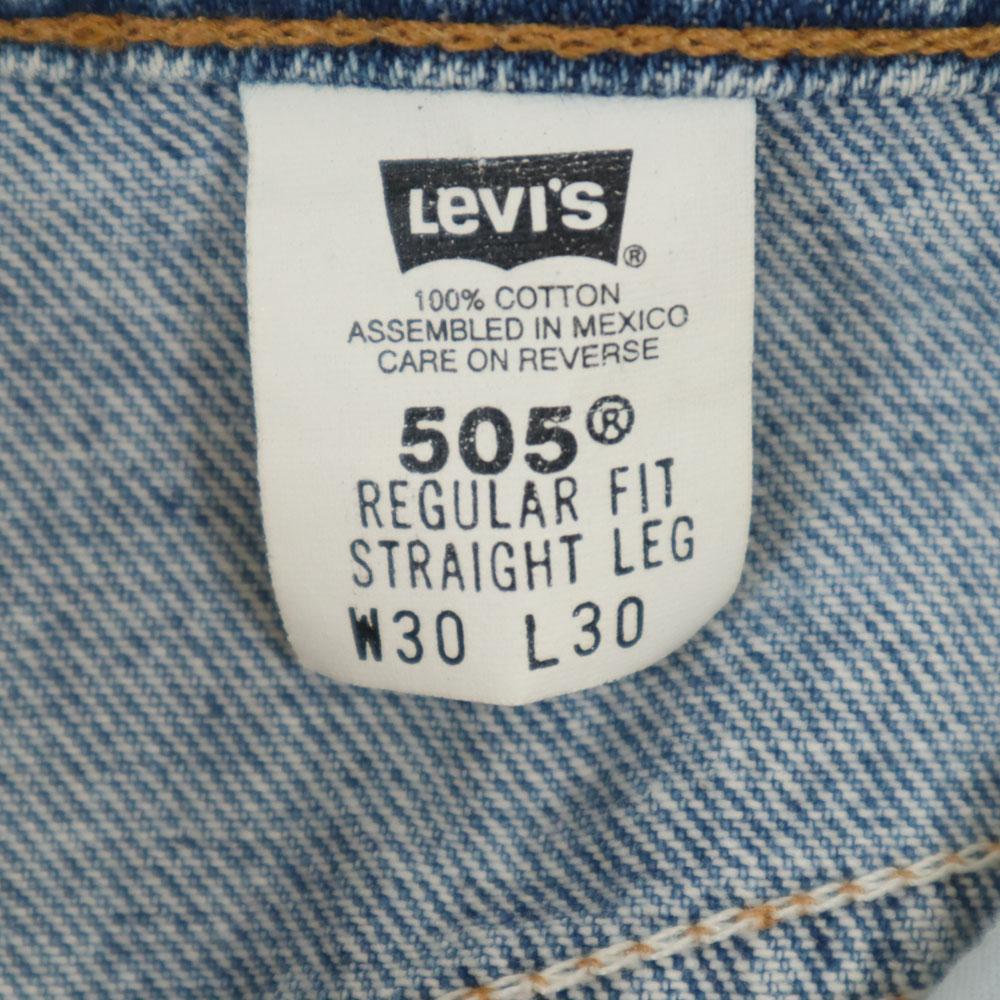 Levi's®
100% COTTON
ASSEMBLED IN MEXICO
CARE ON REVERSE
505®
REGULAR FIT
STRAIGHT LEG
W30 L30